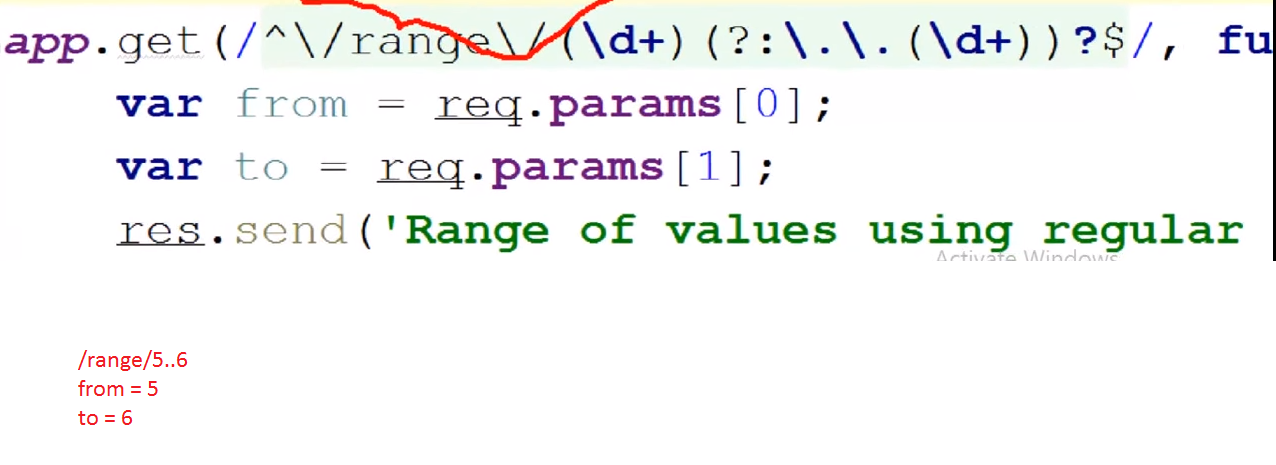 app.get(/^\/range\/(\d+)(?:\.\.(\d+))?$/, fu
var from = req.params[0];
var to = req.params[1];
res.send('Range of values using regular
Activate Windows
/range/5..6
from = 5
to = 6